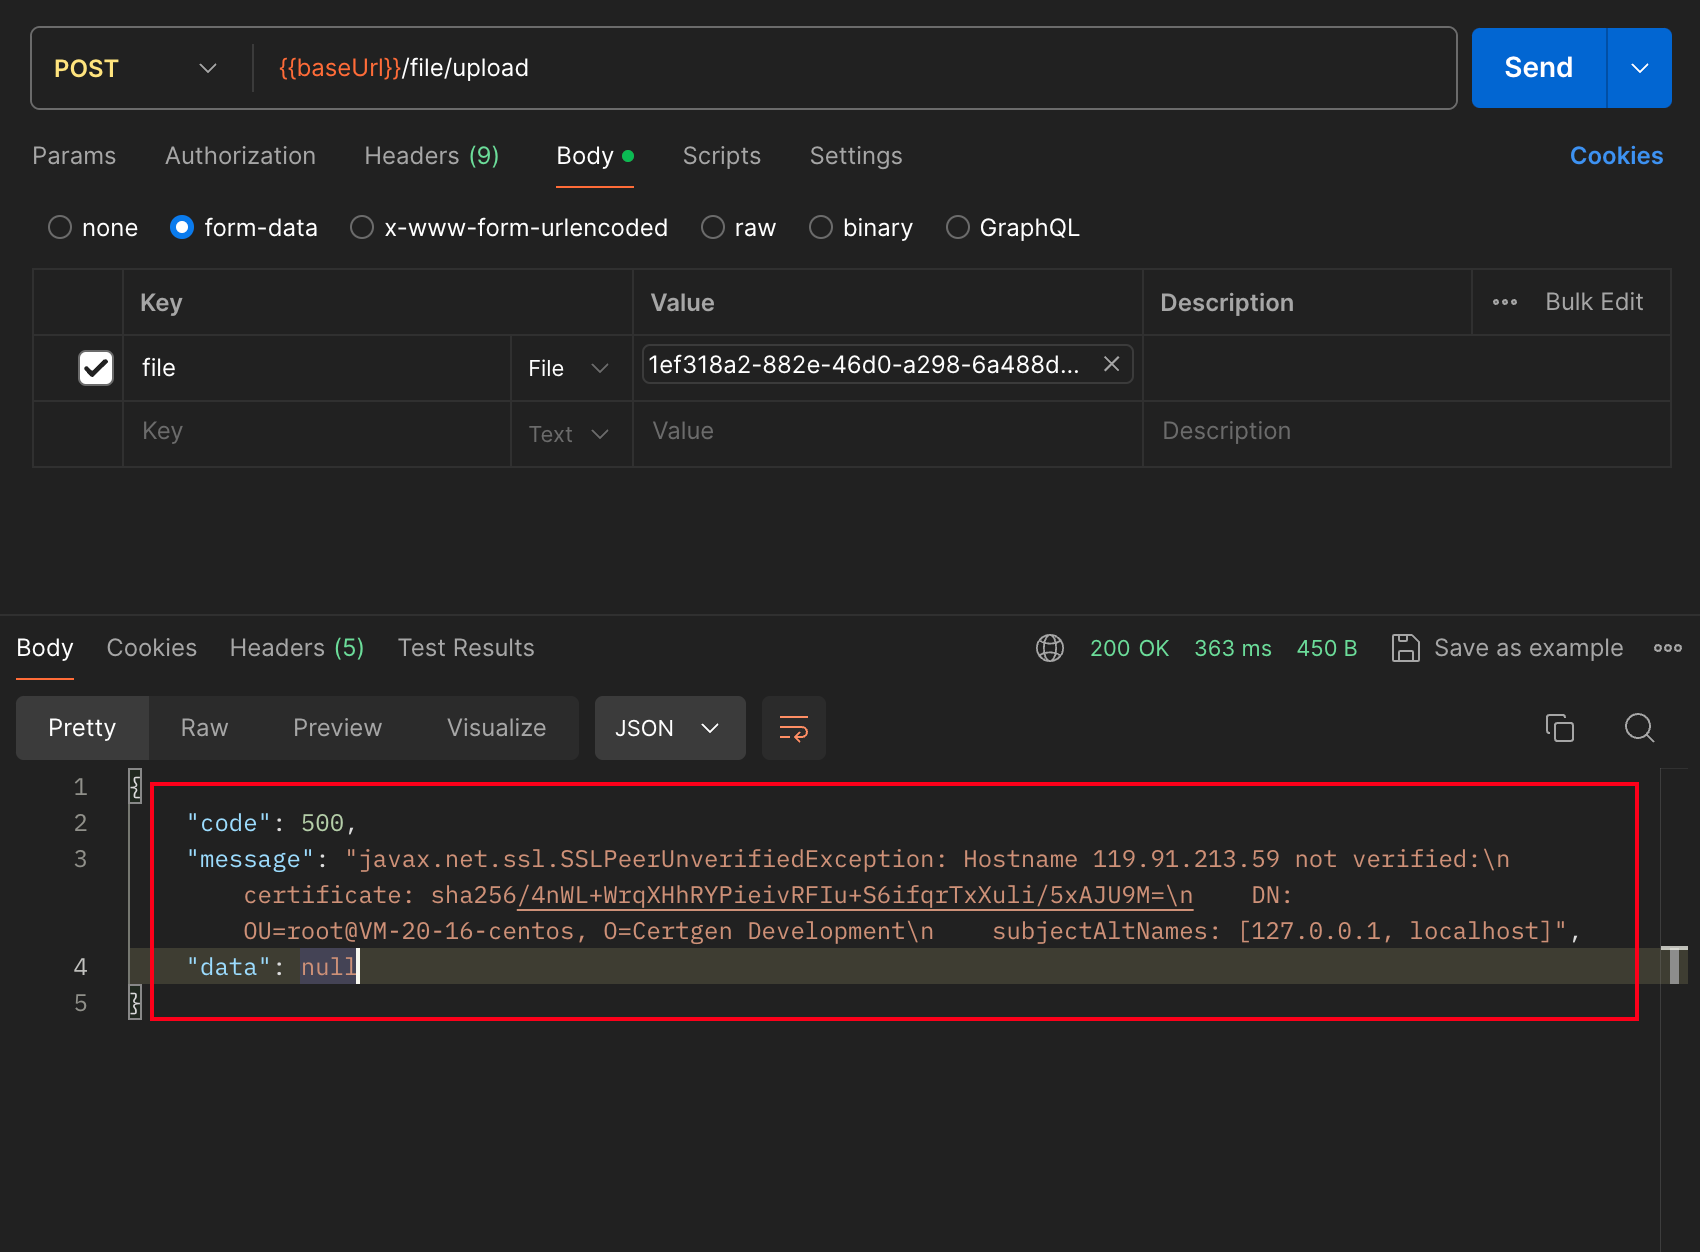 POST {{baseUrl}}/file/upload Send
Params Authorization Headers (9) Body Scripts Settings Cookies
none form-data x-www-form-urlencoded raw binary GraphQL
Key Value Description Bulk Edit
file File 1ef318a2-882e-46d0-a298-6a488d...
Key Text Value Description
Body Cookies Headers (5) Test Results 200 OK 363 ms 450 B Save as example
Pretty Raw Preview Visualize JSON
1 {
2 "code": 500,
3 "message": "javax.net.ssl.SSLPeerUnverifiedException: Hostname 119.91.213.59 not verified:\n
certificate: sha256/4nWL+WrqXHhRYPieivRFIu+S6ifqrTxXuli/5xAJU9M=\n    DN:
OU=root@VM-20-16-centos, O=Certgen Development\n    subjectAltNames: [127.0.0.1, localhost]",
4 "data": null
5 }